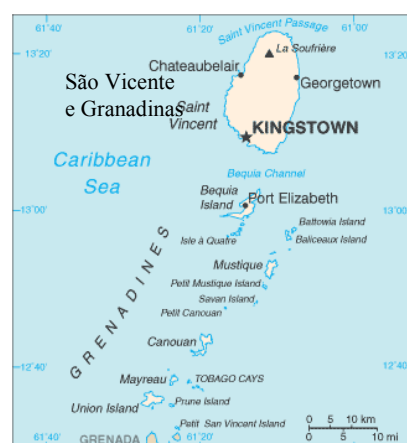 61°40'
61°20'
61°00'
Saint Vincent Passage
13°20'
13°20'
La Soufrière
Chateaubelair
Georgetown
São Vicente
e Granadinas
Saint
Vincent
KINGSTOWN
Caribbean
Sea
Bequia Channel
Bequia
Island
Port Elizabeth
13°00'
13°00'
Battowia Island
Baliceaux Island
Isle à Quatre
Mustique
Petit Mustique Island
Savan Island
Petit Canouan
GRENADINES
Canouan
12°40'
12°40'
Mayreau
TOBAGO CAYS
Union Island
Prune Island
Petit San Vincent Island
GRENADA
61°40'
61°20'
0 5 10 km
0 5 10 mi